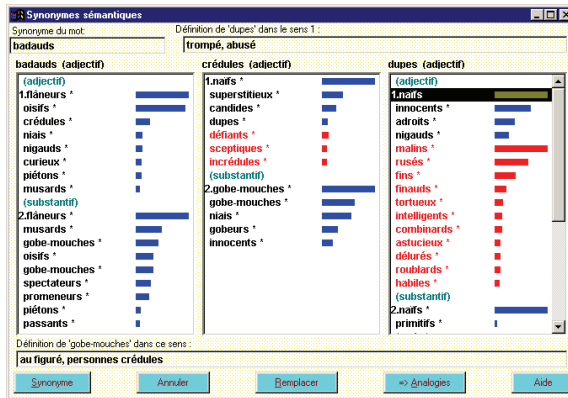 Synonymes sémantiques
Synonyme du mot:
Définition de 'dupes' dans le sens 1 :
badauds
trompé, abusé
badauds (adjectif)
(adjectif)
1.flâneurs *
oisifs *
crédules *
niais *
nigauds *
curieux *
piétons *
musards *
(substantif)
2.flâneurs *
musards *
gobe-mouches *
oisifs *
gobe-mouches *
spectateurs *
promeneurs *
piétons *
passants *
crédules (adjectif)
1.naïfs *
superstitieux *
candides *
dupes *
défiants *
sceptiques *
incrédules *
(substantif)
2.gobe-mouches *
gobe-mouches *
niais *
gobeurs *
innocents *
dupes (adjectif)
(adjectif)
1.naïfs
innocents *
adroits *
nigauds *
malins *
rusés *
fins *
finauds *
tortueux *
intelligents *
combinards *
astucieux *
délurés *
roublards *
habiles *
(substantif)
2.naïfs *
primitifs *
Définition de 'gobe-mouches' dans ce sens :
au figuré, personnes crédules
Synonyme
Annuler
Remplacer
=> Analogies
Aide